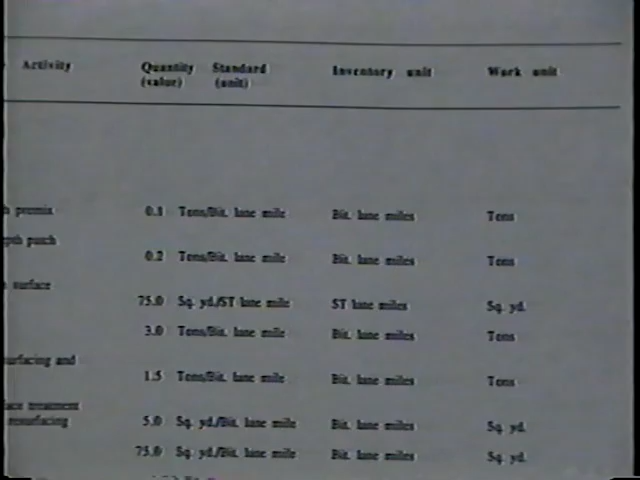 Activity Quantity Standard Inventory unit Work unit
(value) (unit)
premix 0.1 Tons/Bit. lane mile Bit. lane miles Tons
patch
0.2 Tons/Bit. lane mile Bit. lane miles Tons
surface
75.0 Sq. yd./ST lane mile ST lane miles Sq. yd.
3.0 Tons/Bit. lane mile Bit. lane miles Tons
surfacing and
1.5 Tons/Bit. lane mile Bit. lane miles Tons
treatment
resurfacing 5.0 Sq. yd./Bit. lane mile Bit. lane miles Sq. yd.
75.0 Sq. yd./Bit. lane mile Bit. lane miles Sq. yd.